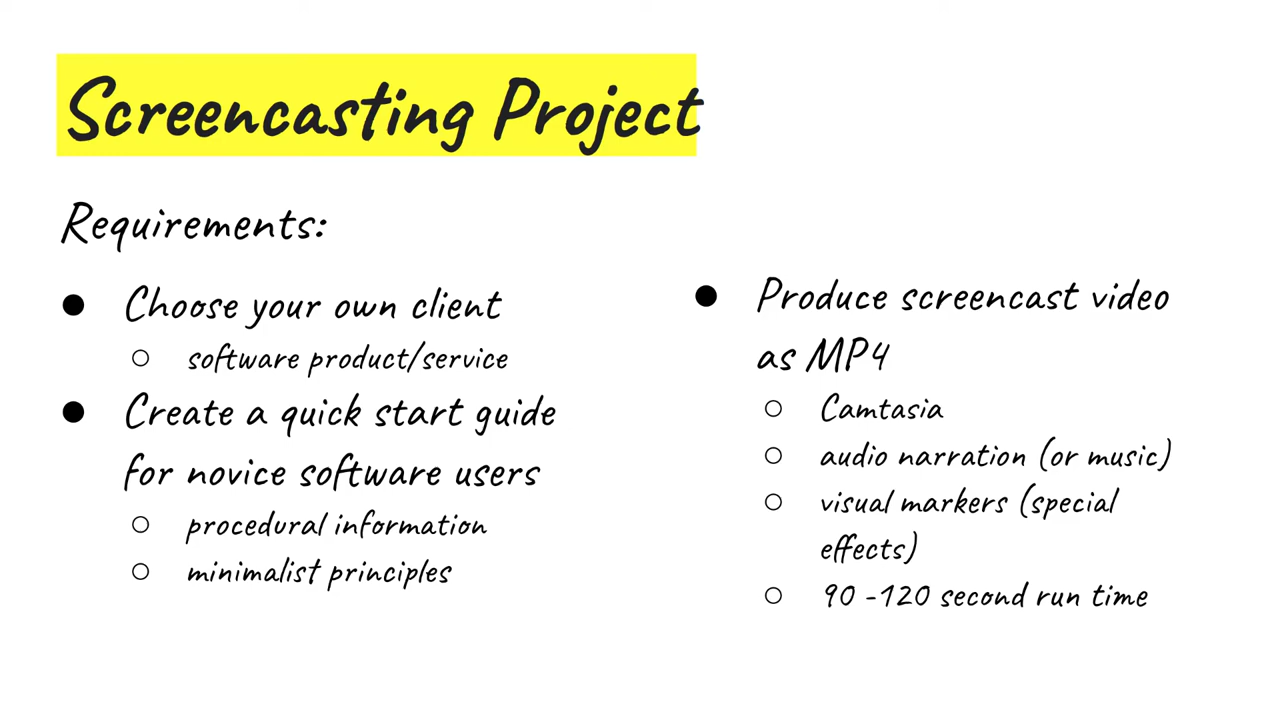 Screencasting Project
Requirements:
● Choose your own client
○ software product/service
● Create a quick start guide
for novice software users
○ procedural information
○ minimalist principles
● Produce screencast video
as MP4
○ Camtasia
○ audio narration (or music)
○ visual markers (special
effects)
○ 90 -120 second run time